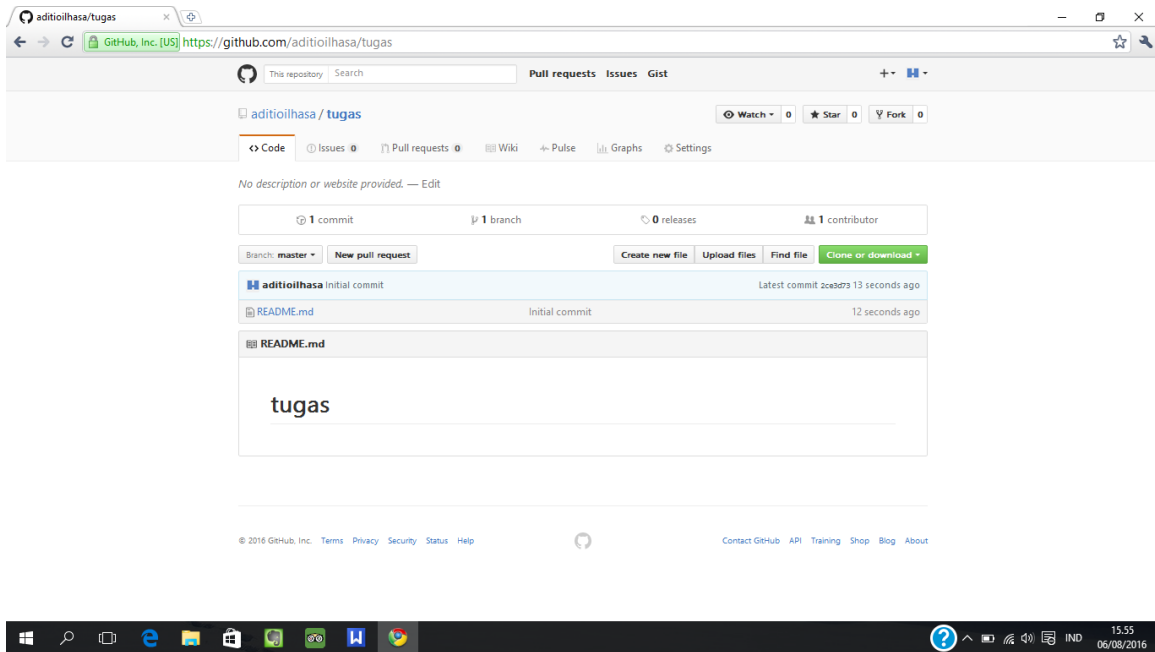 aditioilhasa/tugas
GitHub, Inc. [US] https://github.com/aditioilhasa/tugas
This repository Search Pull requests Issues Gist
aditioilhasa / tugas Watch 0 Star 0 Fork 0
Code Issues 0 Pull requests 0 Wiki Pulse Graphs Settings
No description or website provided. — Edit
1 commit 1 branch 0 releases 1 contributor
Branch: master New pull request Create new file Upload files Find file Clone or download
aditioilhasa Initial commit Latest commit 2ce3d73 13 seconds ago
README.md Initial commit 12 seconds ago
README.md
tugas
© 2016 GitHub, Inc. Terms Privacy Security Status Help Contact GitHub API Training Shop Blog About
IND 15.55
06/08/2016